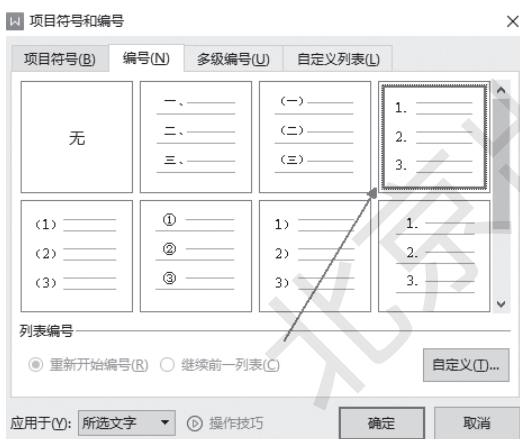 项目符号和编号
项目符号(B) 编号(N) 多级编号(U) 自定义列表(L)
无
一、
二、
三、
(一)
(二)
(三)
1.
2.
3.
(1)
(2)
(3)
①
②
③
1)
2)
3)
1.
2.
3.
列表编号
重新开始编号(R) 继续前一列表(C)
自定义(T)...
应用于(Y): 所选文字 操作技巧 确定 取消
北京